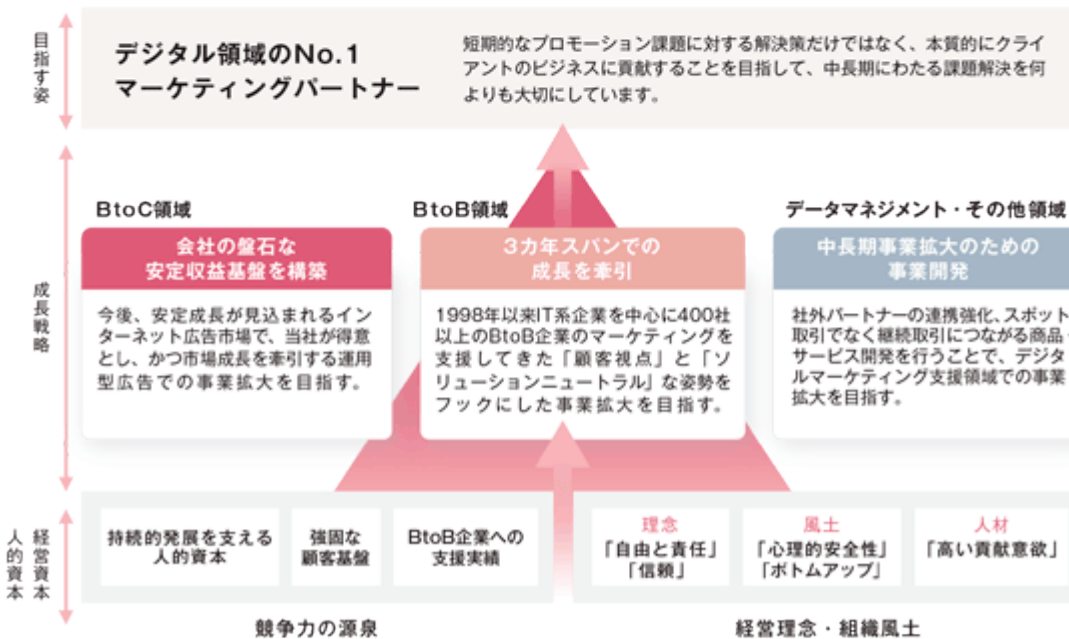 目指す姿
デジタル領域のNo.1
マーケティングパートナー
短期的なプロモーション課題に対する解決策だけではなく、本質的にクライ
アントのビジネスに貢献することを目指して、中長期にわたる課題解決を何
よりも大切にしています。
成長戦略
BtoC領域
会社の盤石な
安定収益基盤を構築
今後、安定成長が見込まれるイン
ターネット広告市場で、当社が得意
とし、かつ市場成長を牽引する運用
型広告での事業拡大を目指す。
BtoB領域
3カ年スパンでの
成長を牽引
1998年以来IT系企業を中心に400社
以上のBtoB企業のマーケティングを
支援してきた「顧客視点」と「ソ
リューションニュートラル」な姿勢を
フックにした事業拡大を目指す。
データマネジメント・その他領域
中長期事業拡大のための
事業開発
社外パートナーの連携強化、スポット
取引でなく継続取引につながる商品・
サービス開発を行うことで、デジタ
ルマーケティング支援領域での事業
拡大を目指す。
経営資本
人的資本
持続的発展を支える
人的資本
強固な
顧客基盤
BtoB企業への
支援実績
競争力の源泉
理念
「自由と責任」
「信頼」
風土
「心理的安全性」
「ボトムアップ」
人材
「高い貢献意欲」
経営理念・組織風土